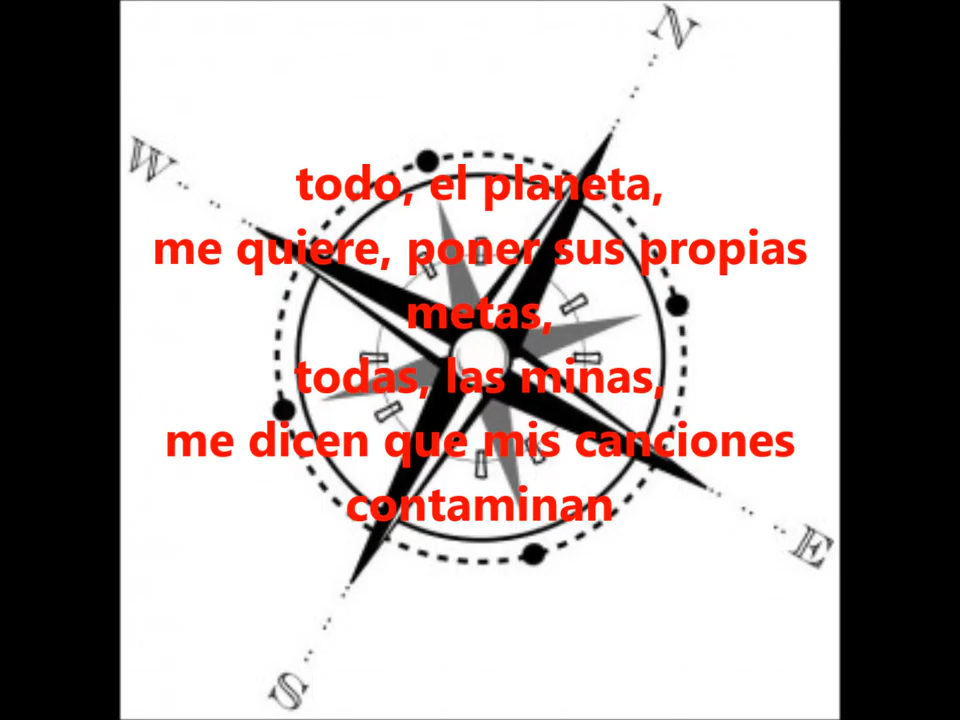 N
W
todo, el planeta,
me quiere, poner sus propias
metas,
todas, las minas,
me dicen que mis canciones
contaminan
E
S